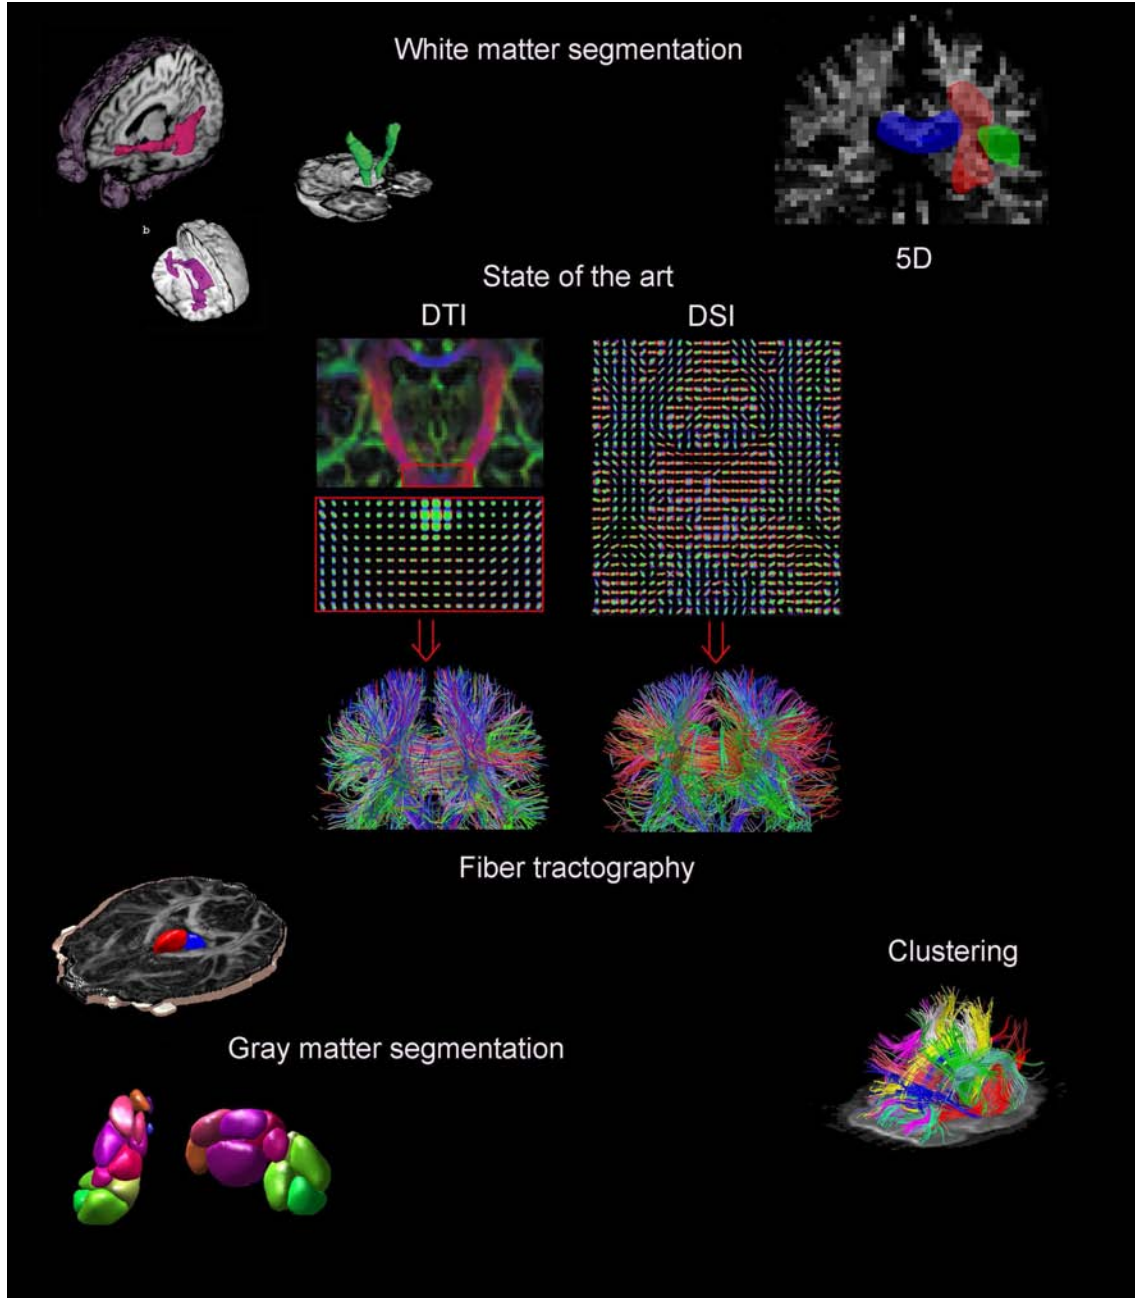 White matter segmentation
b
5D
State of the art
DTI DSI
Fiber tractography
Clustering
Gray matter segmentation